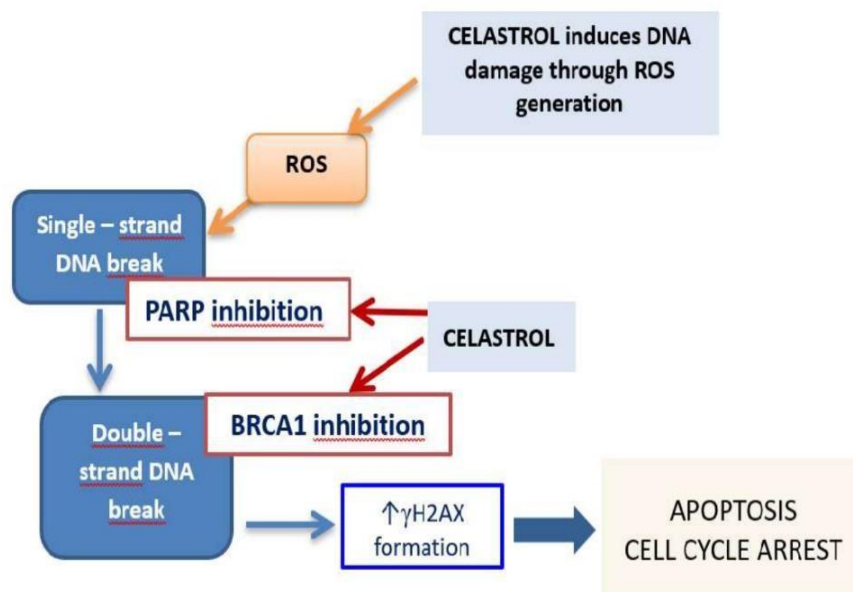 CELASTROL induces DNA
damage through ROS
generation
ROS
Single – strand
DNA break
PARP inhibition
CELASTROL
BRCA1 inhibition
Double –
strand DNA
break
↑γH2AX
formation
APOPTOSIS
CELL CYCLE ARREST